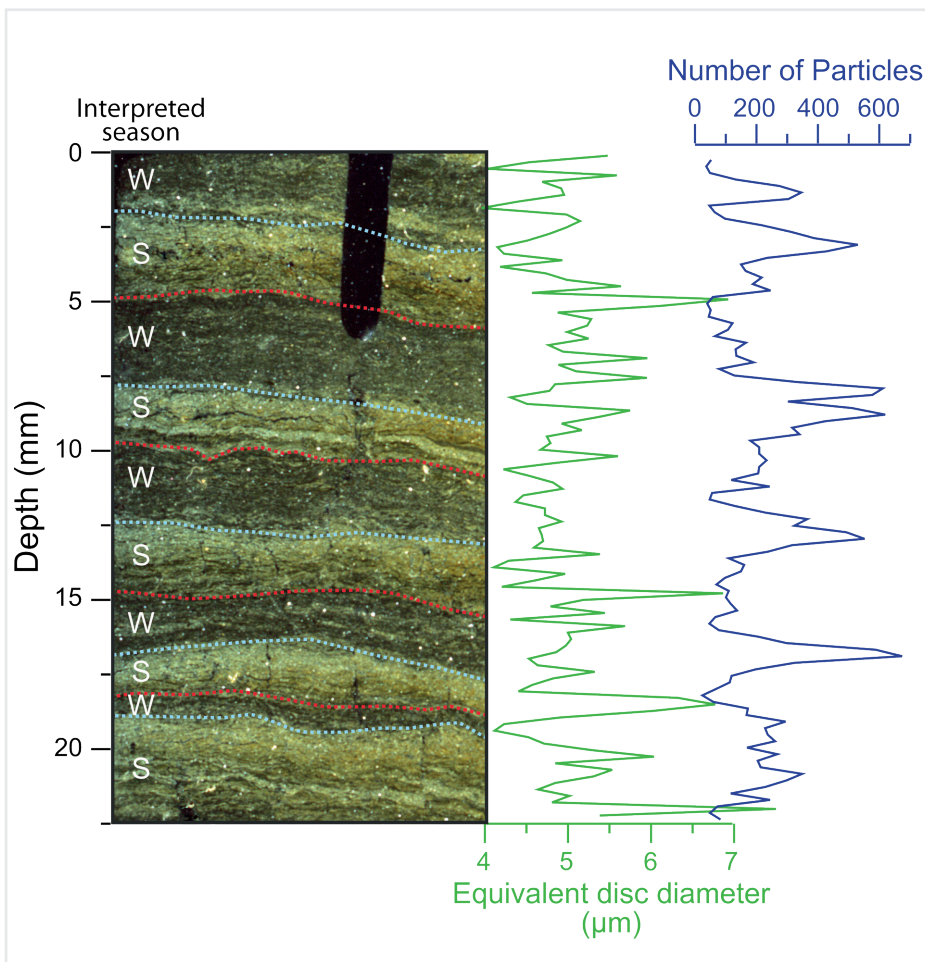 Number of Particles
0 200 400 600
Interpreted
season
0
W
S
5
W
S
10
W
S
15
W
S
W
20
S
Depth (mm)
4 5 6 7
Equivalent disc diameter
(µm)